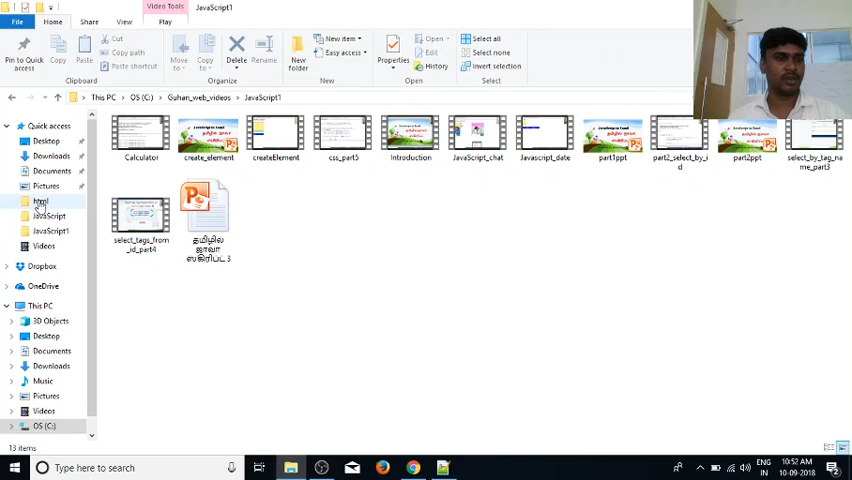 Video Tools
JavaScript1
File
Home
Share
View
Play
Pin to Quick access
Copy
Paste
Cut
Copy path
Paste shortcut
Clipboard
Move to
Copy to
Delete
Rename
Organize
New folder
New item
Easy access
New
Properties
Open
Edit
History
Open
Select all
Select none
Invert selection
Select
This PC > OS (C:) > Guhan_web_videos > JavaScript1
Quick access
Desktop
Downloads
Documents
Pictures
html
JavaScript
JavaScript1
Videos
Dropbox
OneDrive
This PC
3D Objects
Desktop
Documents
Downloads
Music
Pictures
Videos
OS (C:)
Calculator
create_element
createElement
css_part5
Introduction
JavaScript_chat
Javascript_date
part1ppt
part2_select_by_id
part2ppt
select_by_tag_name_part3
select_tags_from_id_part4
தமிழில்
ஜாவா
ஸ்கிரிப்ட் 3
13 items
Type here to search
ENG
IN
10:52 AM
10-09-2018